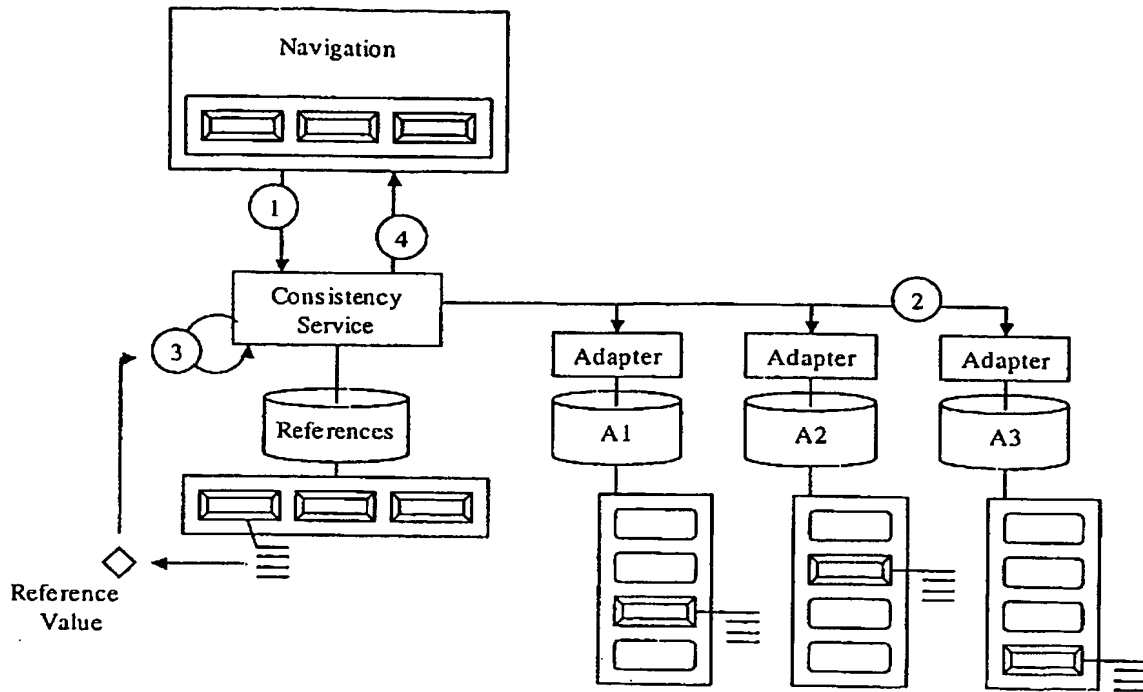 Navigation
1
4
Consistency
Service
2
3
Adapter
Adapter
Adapter
References
A1
A2
A3
Reference
Value